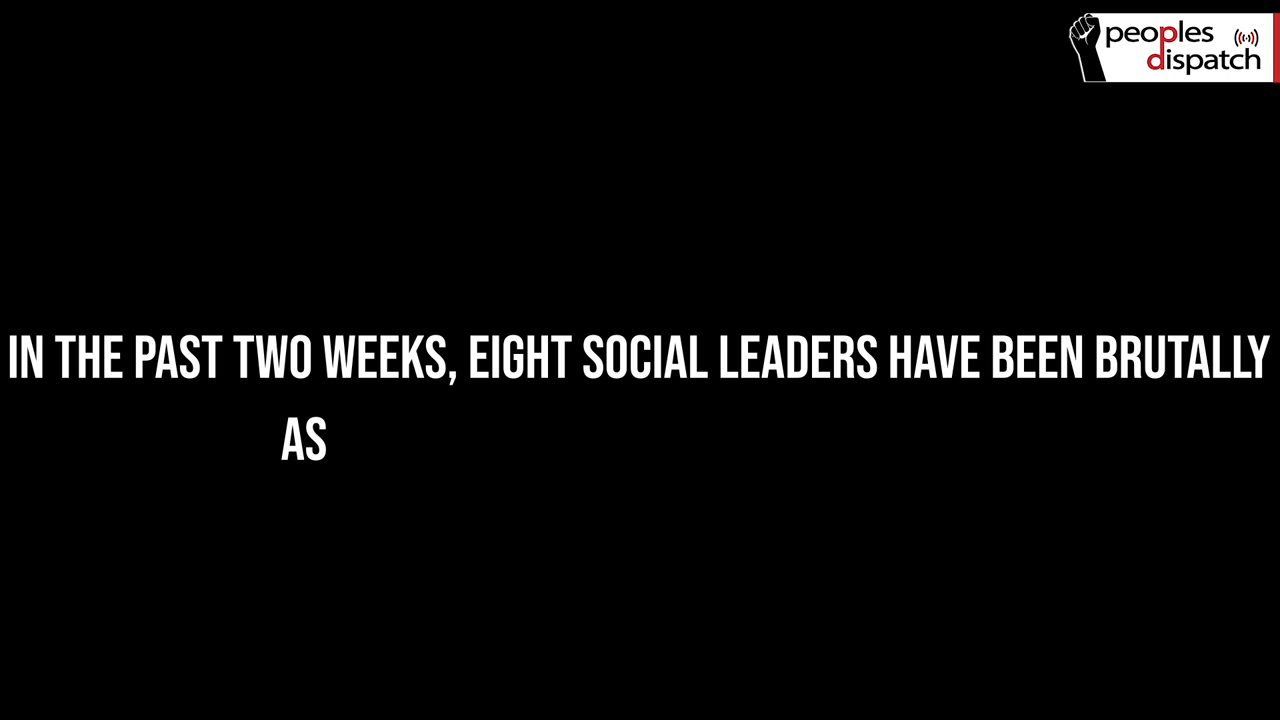 peoples
dispatch
IN THE PAST TWO WEEKS, EIGHT SOCIAL LEADERS HAVE BEEN BRUTALLY
AS